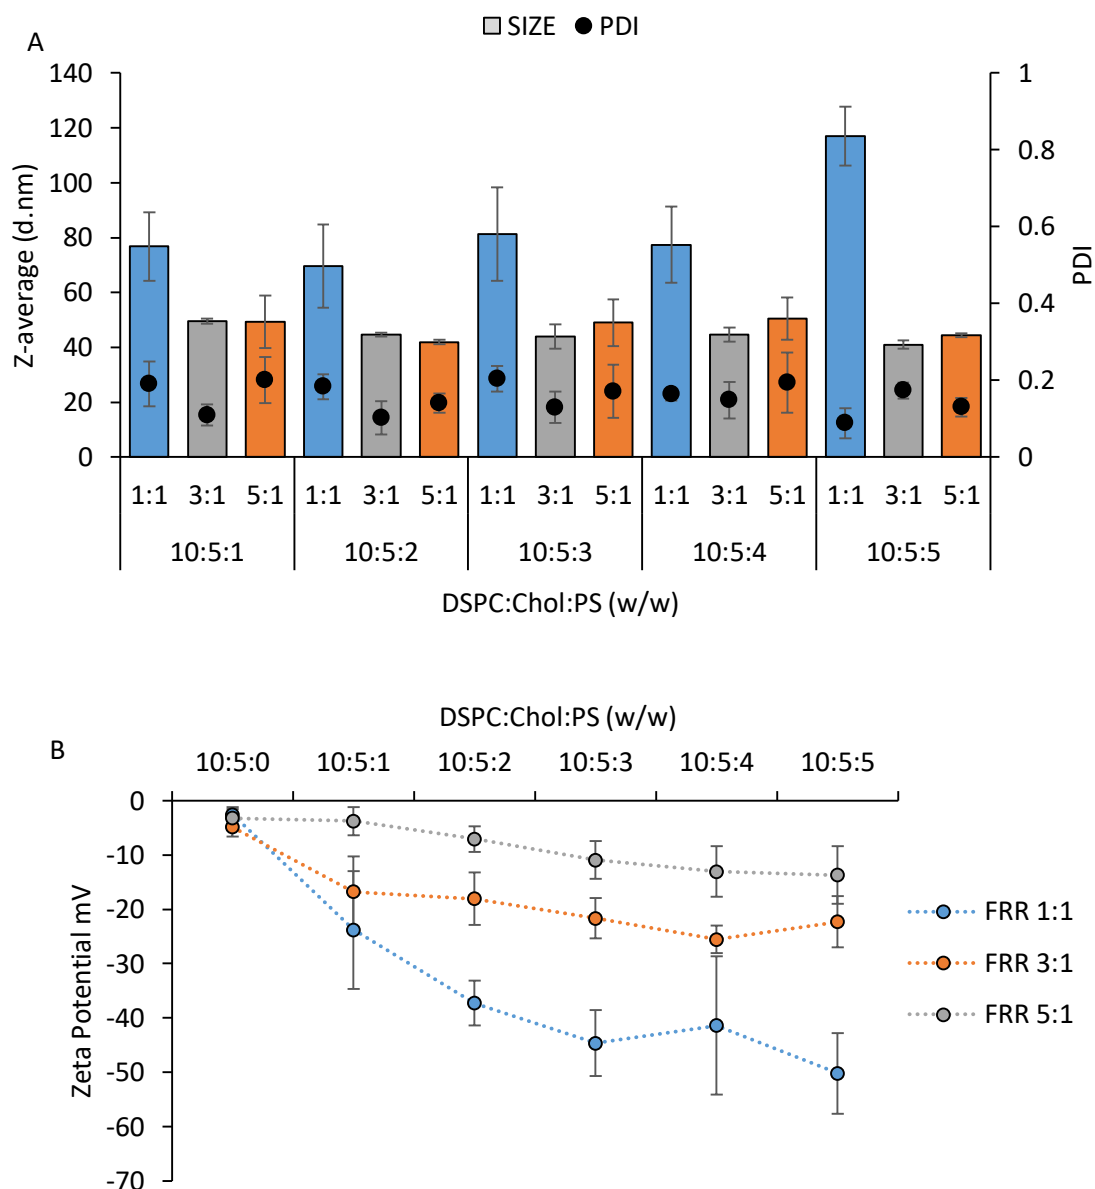 SIZE PDI
A
140 1
120
100 0.8
80 0.6
60 0.4
40
20 0.2
0 0
Z-average (d.nm)
PDI
1:1 3:1 5:1 1:1 3:1 5:1 1:1 3:1 5:1 1:1 3:1 5:1 1:1 3:1 5:1
10:5:1 10:5:2 10:5:3 10:5:4 10:5:5
DSPC:Chol:PS (w/w)
DSPC:Chol:PS (w/w)
B
10:5:0 10:5:1 10:5:2 10:5:3 10:5:4 10:5:5
0
-10
-20
-30
-40
-50
-60
-70
Zeta Potential mV
FRR 1:1
FRR 3:1
FRR 5:1